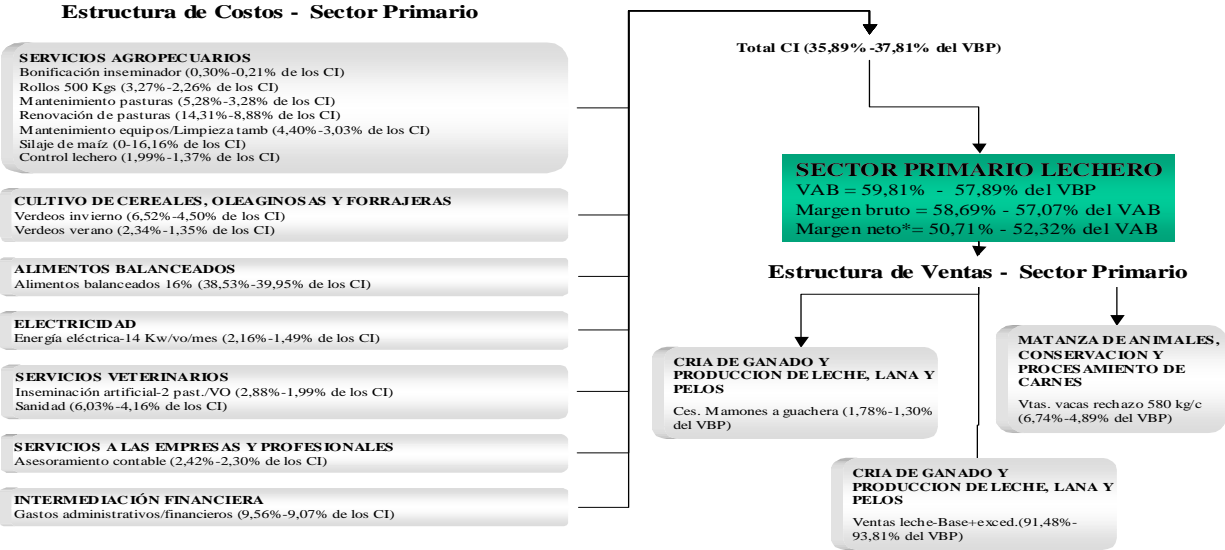 Estructura de Costos - Sector Primario
SERVICIOS AGROPECUARIOS
Bonificación inseminador (0,30%-0,21% de los CI)
Rollos 500 Kgs (3,27%-2,26% de los CI)
Mantenimiento pasturas (5,28%-3,28% de los CI)
Renovación de pasturas (14,31%-8,88% de los CI)
Mantenimiento equipos/Limpieza tamb (4,40%-3,03% de los CI)
Silaje de maíz (0-16,16% de los CI)
Control lechero (1,99%-1,37% de los CI)
CULTIVO DE CEREALES, OLEAGINOSAS Y FORRAJERAS
Verdeos invierno (6,52%-4,50% de los CI)
Verdeos verano (2,34%-1,35% de los CI)
ALIMENTOS BALANCEADOS
Alimentos balanceados 16% (38,53%-39,95% de los CI)
ELECTRICIDAD
Energía eléctrica-14 Kw/vo/mes (2,16%-1,49% de los CI)
SERVICIOS VETERINARIOS
Inseminación artificial-2 past./VO (2,88%-1,99% de los CI)
Sanidad (6,03%-4,16% de los CI)
SERVICIOS A LAS EMPRESAS Y PROFESIONALES
Asesoramiento contable (2,42%-2,30% de los CI)
INTERMEDIACIÓN FINANCIERA
Gastos administrativos/financieros (9,56%-9,07% de los CI)
Total CI (35,89% -37,81% del VBP)
SECTOR PRIMARIO LECHERO
VAB = 59,81% - 57,89% del VBP
Margen bruto = 58,69% - 57,07% del VAB
Margen neto*= 50,71% - 52,32% del VAB
Estructura de Ventas - Sector Primario
CRIA DE GANADO Y
PRODUCCION DE LECHE, LANA Y
PELOS
Ces. Mamones a guachera (1,78%-1,30%
del VBP)
MATANZA DE ANIMALES,
CONSERVACION Y
PROCESAMIENTO DE
CARNES
Vtas. vacas rechazo 580 kg/c
(6,74%-4,89% del VBP)
CRIA DE GANADO Y
PRODUCCION DE LECHE, LANA Y
PELOS
Ventas leche-Base+exced.(91,48%-
93,81% del VBP)